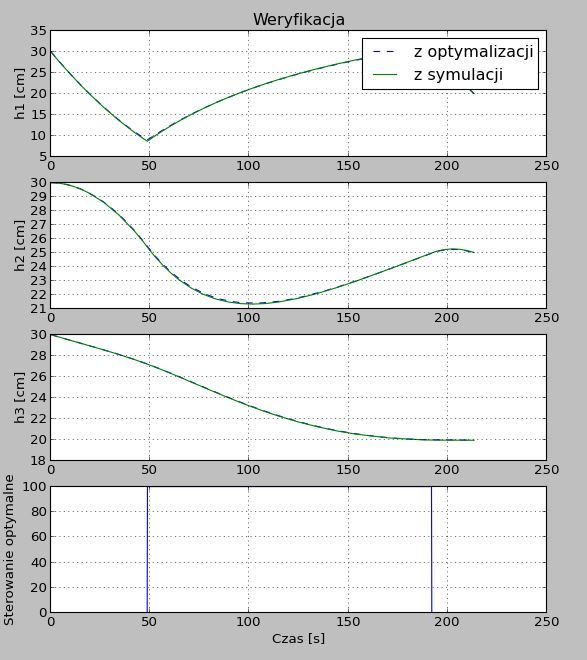 Weryfikacja
35
30
25
20
15
10
5
h1 [cm]
z optymalizacji
z symulacji
0 50 100 150 200 250
30
29
28
27
26
25
24
23
22
21
h2 [cm]
0 50 100 150 200 250
30
28
26
24
22
20
18
h3 [cm]
0 50 100 150 200 250
100
80
60
40
20
0
Sterowanie optymalne
0 50 100 150 200 250
Czas [s]